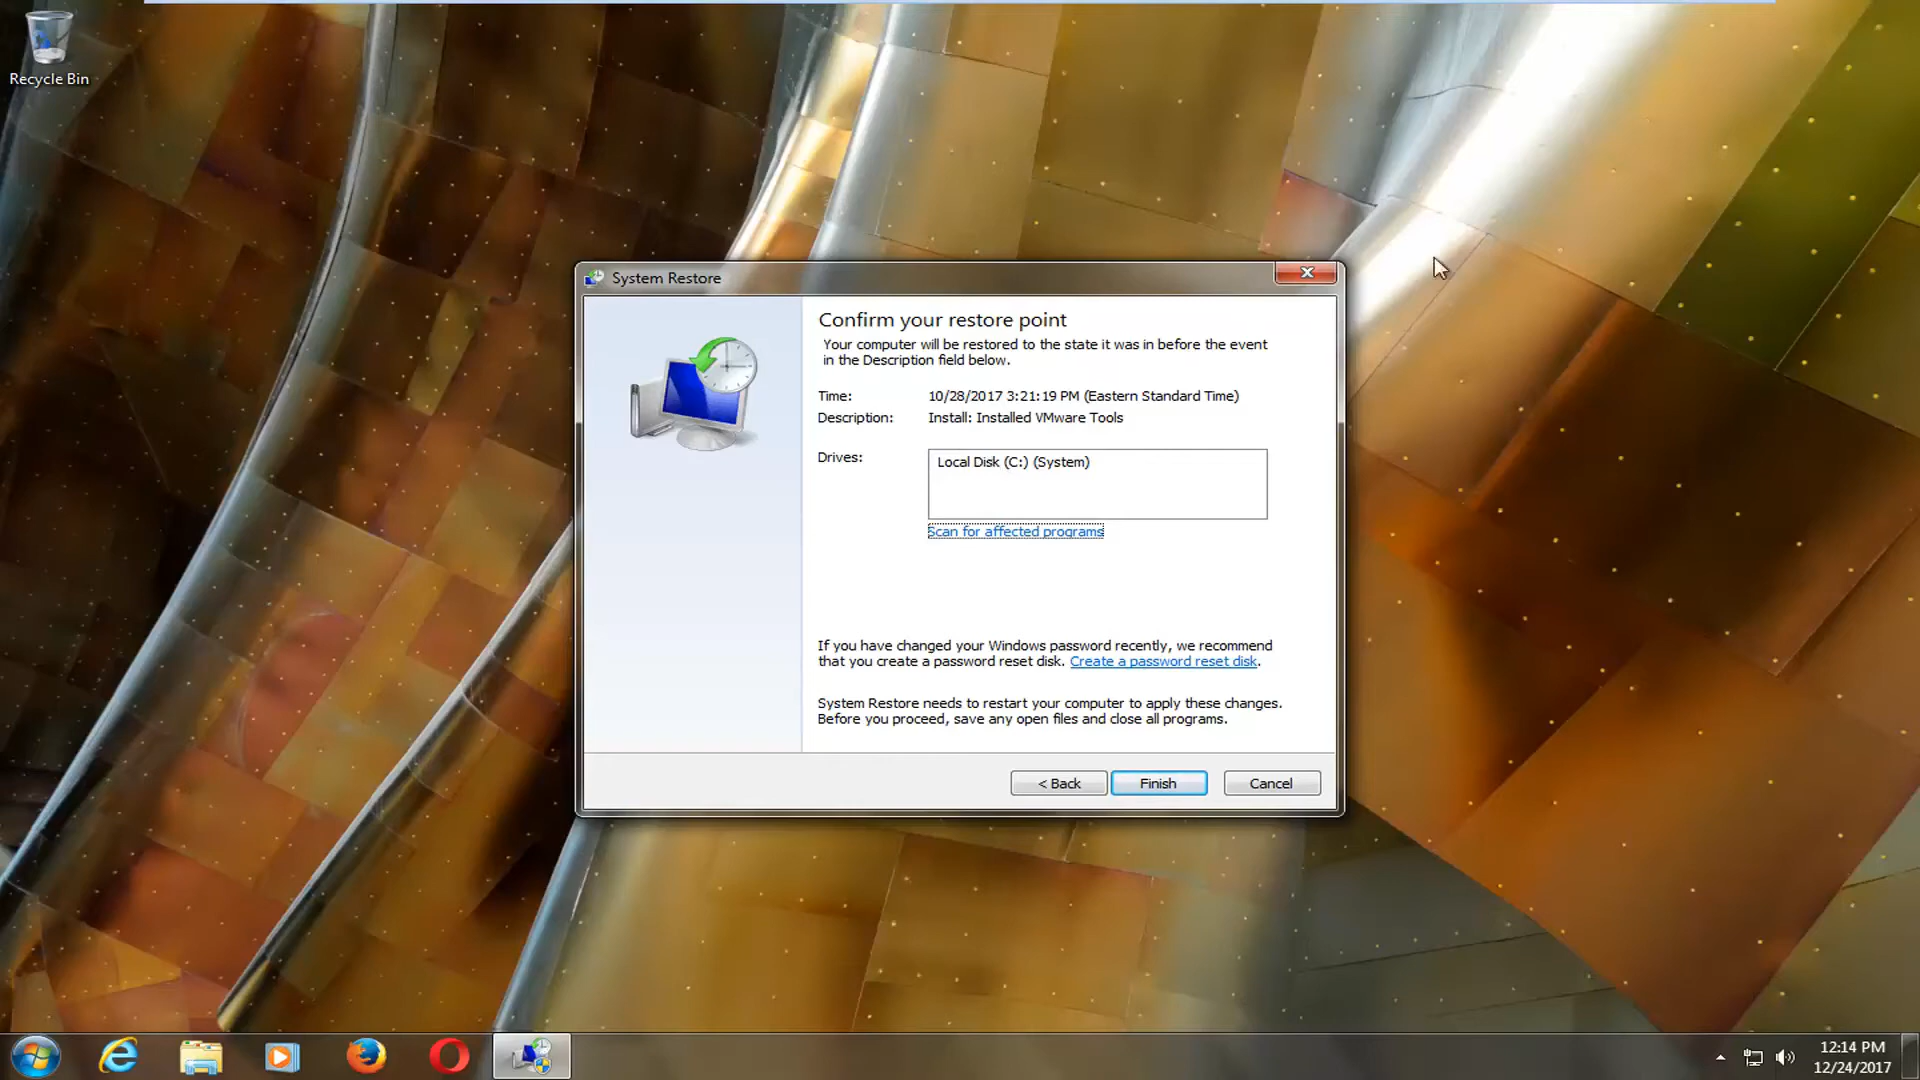 Recycle Bin
System Restore
Confirm your restore point
Your computer will be restored to the state it was in before the event
in the Description field below.
Time: 10/28/2017 3:21:19 PM (Eastern Standard Time)
Description: Install: Installed VMware Tools
Drives:
Local Disk (C:) (System)
Scan for affected programs
If you have changed your Windows password recently, we recommend
that you create a password reset disk. Create a password reset disk.
System Restore needs to restart your computer to apply these changes.
Before you proceed, save any open files and close all programs.
< Back Finish Cancel
12:14 PM
12/24/2017